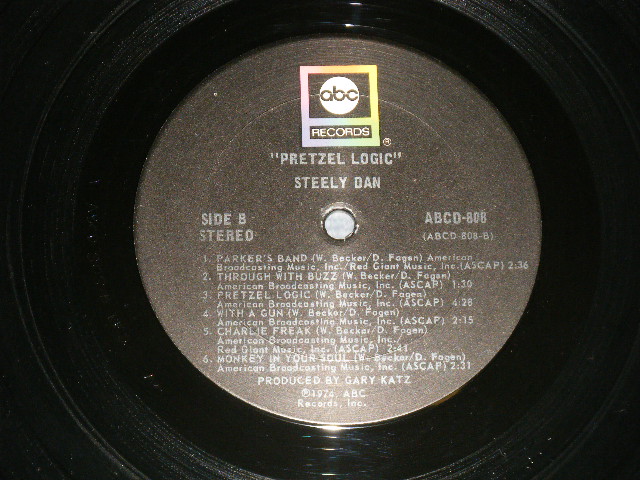 abc
RECORDS ®
"PRETZEL LOGIC"
STEELY DAN
SIDE B
STEREO
ABCD-808
(ABCD-808-B)
1. PARKER'S BAND (W. Becker/D. Fagen) American
Broadcasting Music, Inc./Red Giant Music, Inc.(ASCAP) 2:36
2. THROUGH WITH BUZZ (W. Becker/D. Fagen)
American Broadcasting Music, Inc. (ASCAP) 1:30
3. PRETZEL LOGIC (W. Becker/D. Fagen)
American Broadcasting Music, Inc. (ASCAP) 4:28
4. WITH A GUN (W. Becker/D. Fagen)
American Broadcasting Music, Inc. (ASCAP) 2:15
5. CHARLIE FREAK (W. Becker/D. Fagen)
American Broadcasting Music, Inc./
Red Giant Music, Inc. (ASCAP) 2:41
6. MONKEY IN YOUR SOUL (W. Becker/D. Fagen)
American Broadcasting Music, Inc. (ASCAP) 2:31
PRODUCED BY GARY KATZ
℗1974, ABC
Records, Inc.